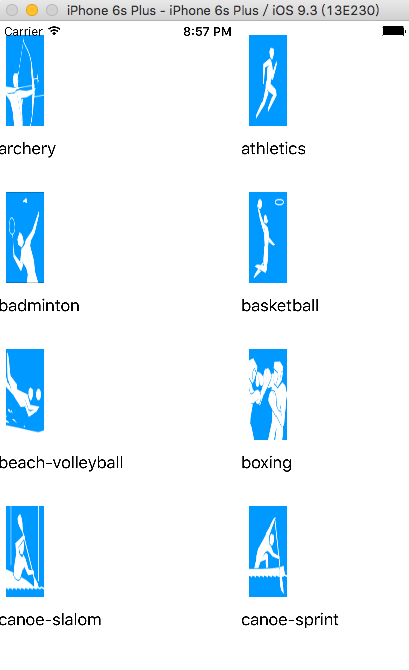 iPhone 6s Plus - iPhone 6s Plus / iOS 9.3 (13E230)
Carrier 8:57 PM
archery athletics
badminton basketball
beach-volleyball boxing
canoe-slalom canoe-sprint